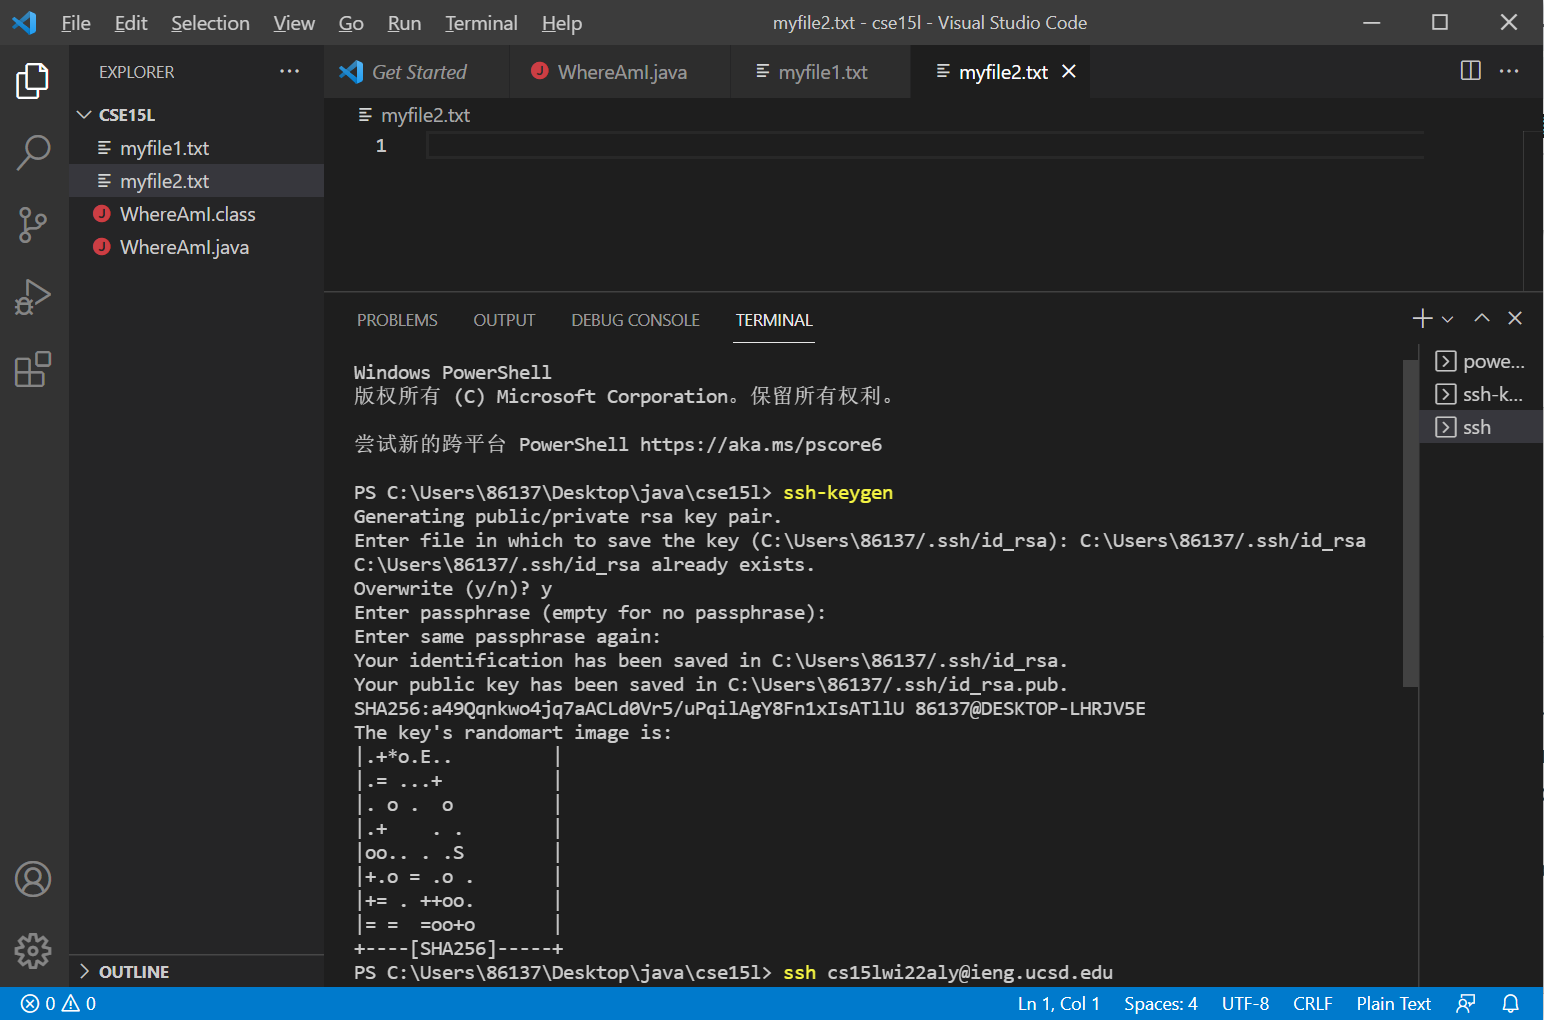 File Edit Selection View Go Run Terminal Help myfile2.txt - cse15l - Visual Studio Code
EXPLORER
CSE15L
myfile1.txt
myfile2.txt
WhereAmI.class
WhereAmI.java
OUTLINE
Get Started WhereAmI.java myfile1.txt myfile2.txt
myfile2.txt
1
PROBLEMS OUTPUT DEBUG CONSOLE TERMINAL
Windows PowerShell
版权所有 (C) Microsoft Corporation。保留所有权利。
尝试新的跨平台 PowerShell https://aka.ms/pscore6
PS C:\Users\86137\Desktop\java\cse15l> ssh-keygen
Generating public/private rsa key pair.
Enter file in which to save the key (C:\Users\86137/.ssh/id_rsa): C:\Users\86137/.ssh/id_rsa
C:\Users\86137/.ssh/id_rsa already exists.
Overwrite (y/n)? y
Enter passphrase (empty for no passphrase):
Enter same passphrase again:
Your identification has been saved in C:\Users\86137/.ssh/id_rsa.
Your public key has been saved in C:\Users\86137/.ssh/id_rsa.pub.
SHA256:a49Qqnkwo4jq7aACLd0Vr5/uPqilAgY8Fn1xIsATllU 86137@DESKTOP-LHRJV5E
The key's randomart image is:
|.+*o.E..         |
|.= ...+          |
|. o .  o         |
|.+    . .        |
|oo.. . .S        |
|+.o = .o .       |
|+= . ++oo.       |
|= =  =oo+o       |
+----[SHA256]-----+
PS C:\Users\86137\Desktop\java\cse15l> ssh cs15lwi22aly@ieng.ucsd.edu
powe...
ssh-k...
ssh
0 0 Ln 1, Col 1 Spaces: 4 UTF-8 CRLF Plain Text